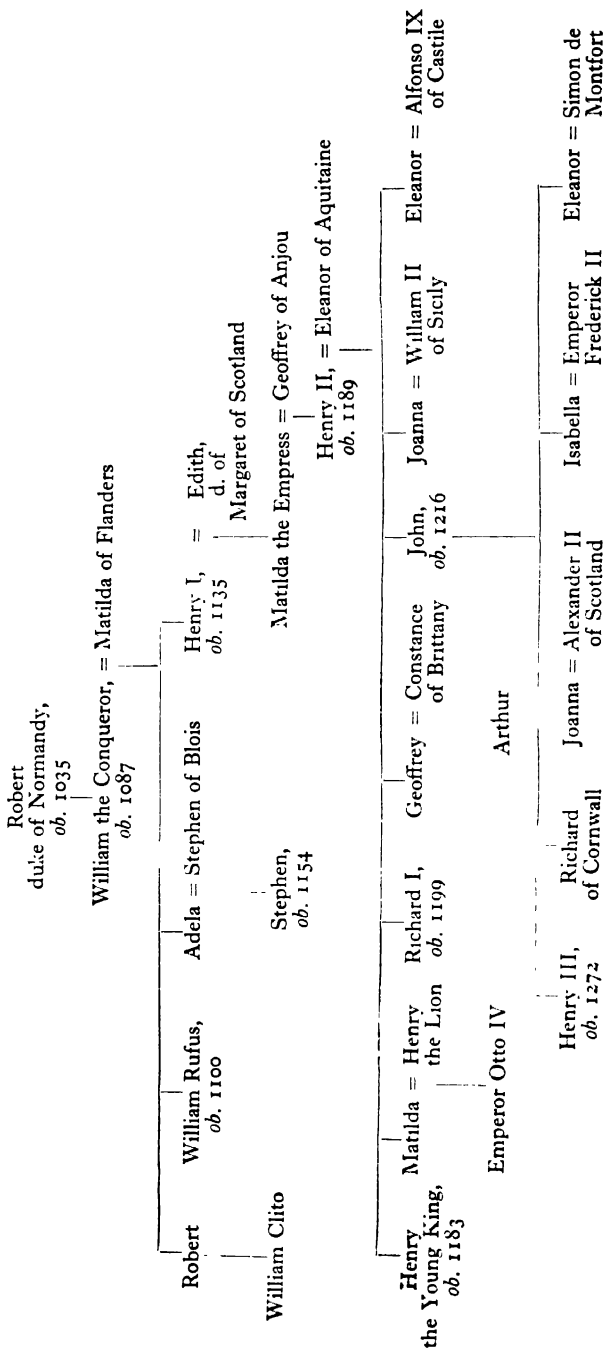 Robert
duke of Normandy,
ob. 1035
William the Conqueror, = Matilda of Flanders
ob. 1087
Robert
William Rufus,
ob. 1100
Adela = Stephen of Blois
Henry I,
ob. 1135
= Edith,
d. of
Margaret of Scotland
William Clito
Stephen,
ob. 1154
Matilda the Empress = Geoffrey of Anjou
Henry II, = Eleanor of Aquitaine
ob. 1189
Henry
the Young King,
ob. 1183
Matilda = Henry
the Lion
Richard I,
ob. 1199
Geoffrey = Constance
of Brittany
John,
ob. 1216
Joanna = William II
of Sicily
Eleanor = Alfonso IX
of Castile
Emperor Otto IV
Arthur
Henry III,
ob. 1272
Richard
of Cornwall
Joanna = Alexander II
of Scotland
Isabella = Emperor
Frederick II
Eleanor = Simon de
Montfort